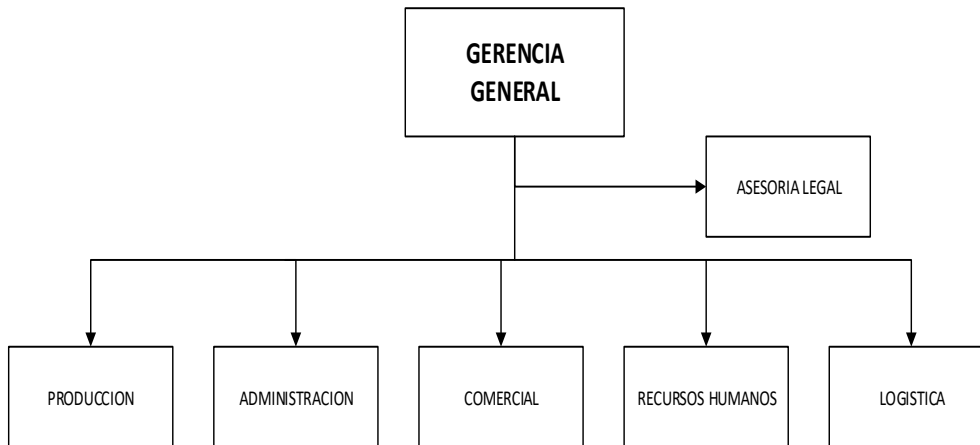 GERENCIA
GENERAL
ASESORIA LEGAL
PRODUCCION
ADMINISTRACION
COMERCIAL
RECURSOS HUMANOS
LOGISTICA